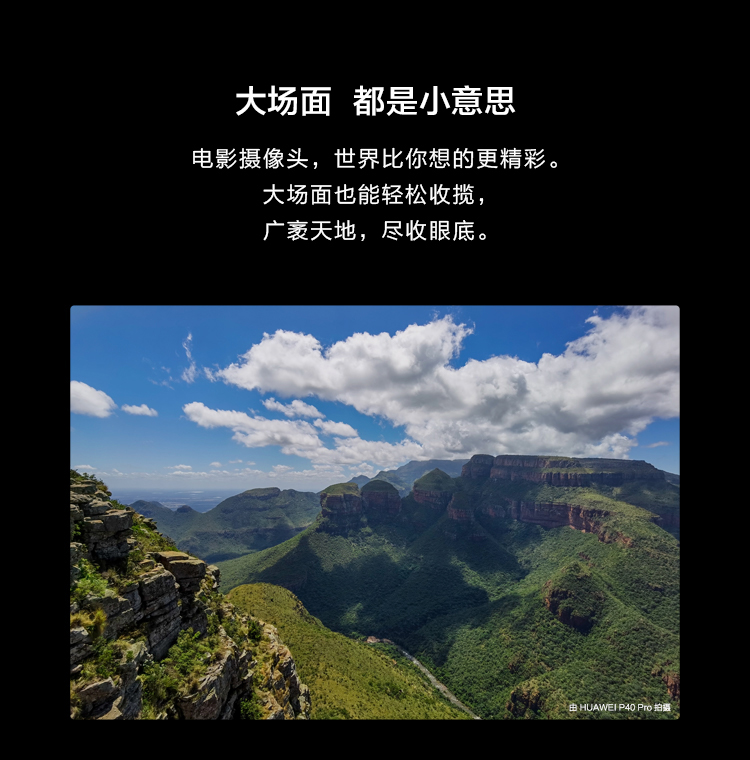 大场面 都是小意思
电影摄像头，世界比你想的更精彩。
大场面也能轻松收揽，
广袤天地，尽收眼底。
由 HUAWEI P40 Pro 拍摄